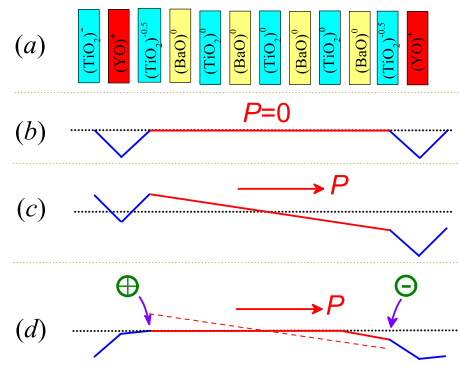 (a)
(TiO₂)⁻
(YO)⁺
(TiO₂)⁻⁰·⁵
(BaO)⁰
(TiO₂)⁰
(BaO)⁰
(TiO₂)⁰
(BaO)⁰
(TiO₂)⁰
(BaO)⁰
(TiO₂)⁻⁰·⁵
(YO)⁺
(b)
P=0
(c)
P
(d)
+
-
P